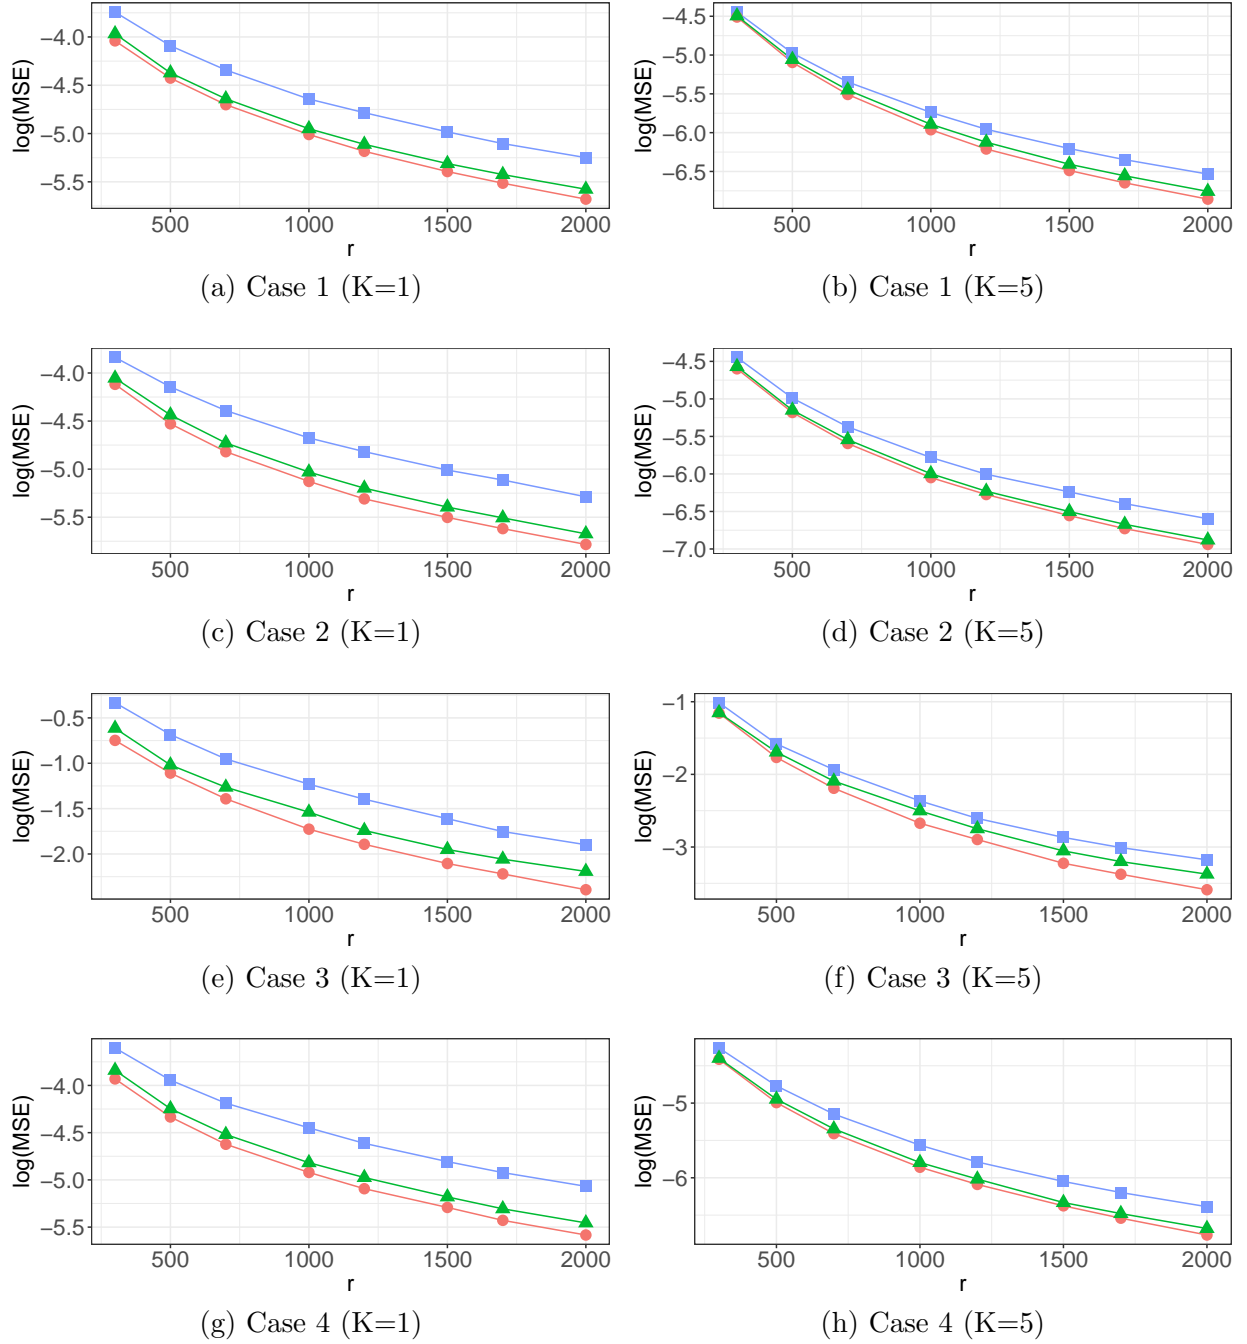 log(MSE)
−4.0
−4.5
−5.0
−5.5
500
1000
1500
2000
r
(a) Case 1 (K=1)
log(MSE)
−4.5
−5.0
−5.5
−6.0
−6.5
500
1000
1500
2000
r
(b) Case 1 (K=5)
log(MSE)
−4.0
−4.5
−5.0
−5.5
500
1000
1500
2000
r
(c) Case 2 (K=1)
log(MSE)
−4.5
−5.0
−5.5
−6.0
−6.5
−7.0
500
1000
1500
2000
r
(d) Case 2 (K=5)
log(MSE)
−0.5
−1.0
−1.5
−2.0
500
1000
1500
2000
r
(e) Case 3 (K=1)
log(MSE)
−1
−2
−3
500
1000
1500
2000
r
(f) Case 3 (K=5)
log(MSE)
−4.0
−4.5
−5.0
−5.5
500
1000
1500
2000
r
(g) Case 4 (K=1)
log(MSE)
−5
−6
500
1000
1500
2000
r
(h) Case 4 (K=5)